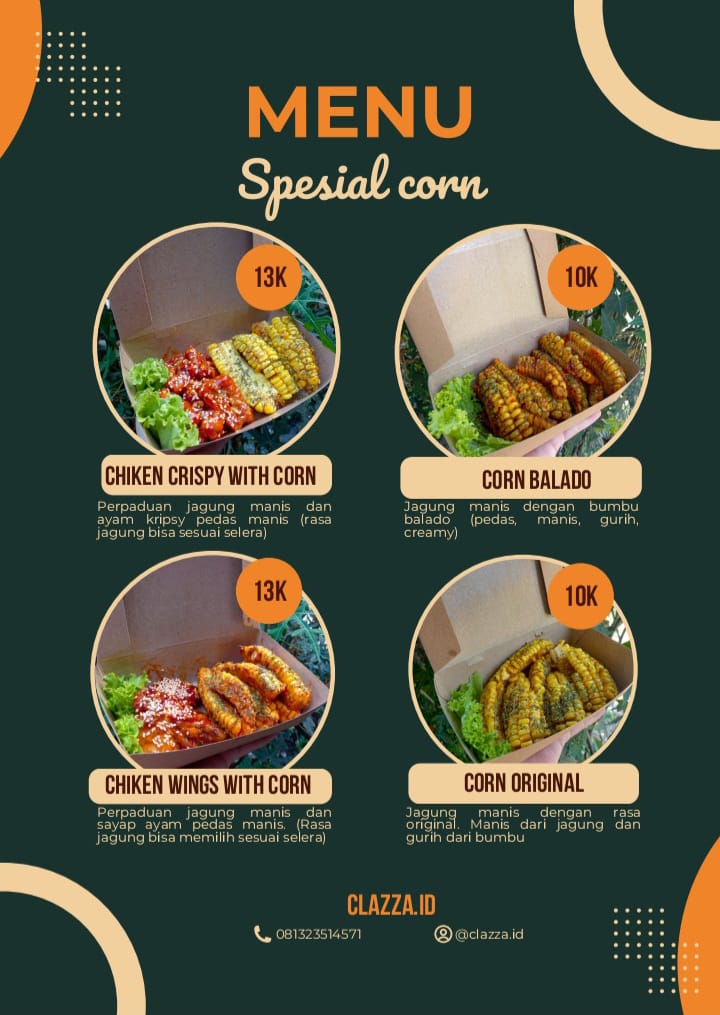 MENU
Spesial corn
13K
10K
CHIKEN CRISPY WITH CORN
Perpaduan jagung manis dan
ayam kripsy pedas manis (rasa
jagung bisa sesuai selera)
CORN BALADO
Jagung manis dengan bumbu
balado (pedas, manis, gurih,
creamy)
13K
10K
CHIKEN WINGS WITH CORN
Perpaduan jagung manis dan
sayap ayam pedas manis. (Rasa
jagung bisa memilih sesuai selera)
CORN ORIGINAL
Jagung manis dengan rasa
original. Manis dari jagung dan
gurih dari bumbu
CLAZZA.ID
081323514571
@clazza.id